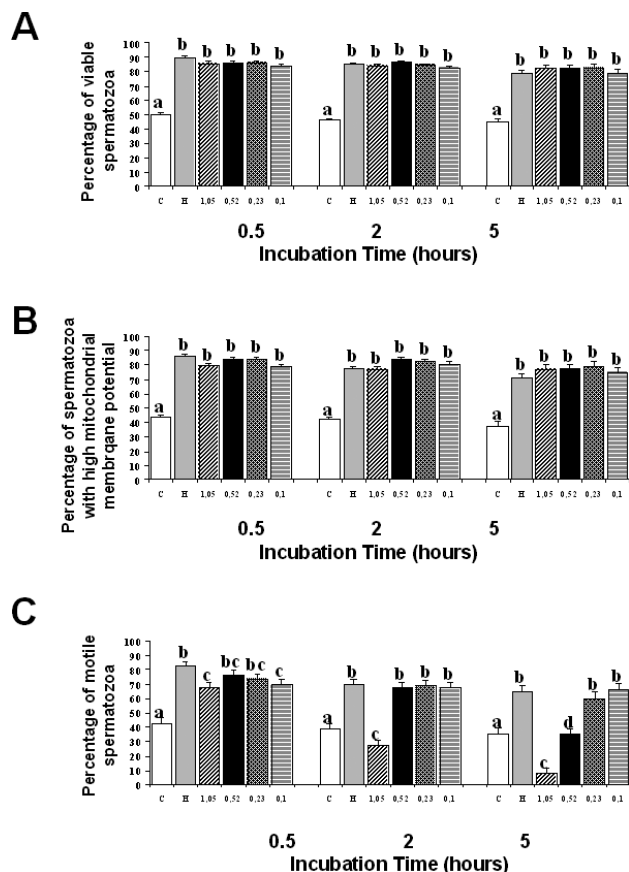 A
Percentage of viable
spermatozoa
100
90
80
70
60
50
40
30
20
10
0
a b b b b b a b b b b b a b b b b b
C H 1,05 0,52 0,23 0,1 C H 1,05 0,52 0,23 0,1 C H 1,05 0,52 0,23 0,1
0.5 2 5
Incubation Time (hours)
B
Percentage of spermatozoa
with high mitochondrial
membrqane potential
100
90
80
70
60
50
40
30
20
10
0
a b b b b b a b b b b b a b b b b b
C H 1,05 0,52 0,23 0,1 C H 1,05 0,52 0,23 0,1 C H 1,05 0,52 0,23 0,1
0.5 2 5
Incubation Time (hours)
C
Percentage of motile
spermatozoa
100
90
80
70
60
50
40
30
20
10
0
a b c bc bc c a b c b b b a b c d b b
C H 1,05 0,52 0,23 0,1 C H 1,05 0,52 0,23 0,1 C H 1,05 0,52 0,23 0,1
0.5 2 5
Incubation Time (hours)